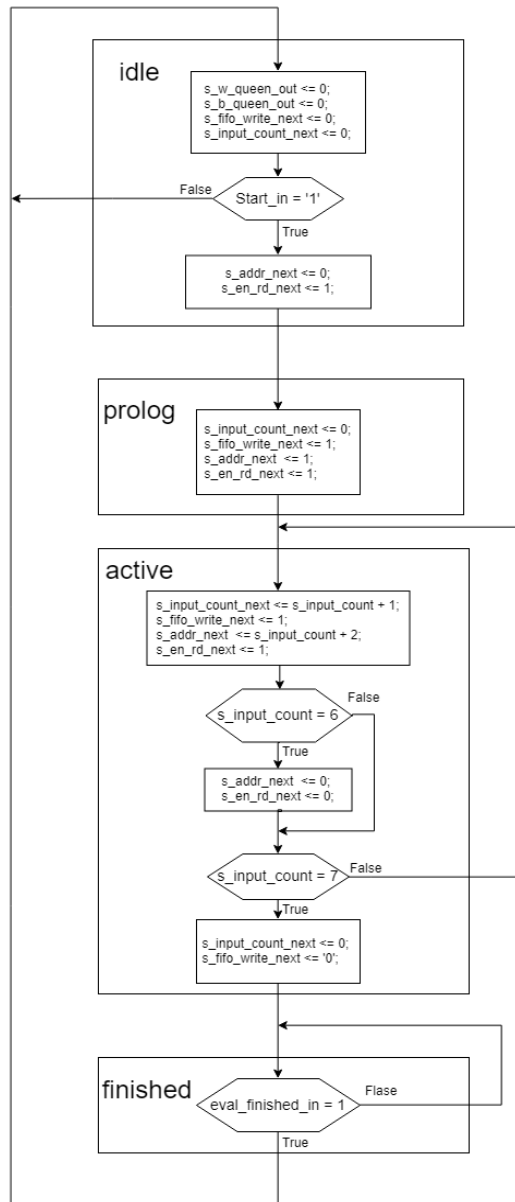 idle
s_w_queen_out <= 0;
s_b_queen_out <= 0;
s_fifo_write_next <= 0;
s_input_count_next <= 0;
False
Start_in = '1'
True
s_addr_next <= 0;
s_en_rd_next <= 1;
prolog
s_input_count_next <= 0;
s_fifo_write_next <= 1;
s_addr_next <= 1;
s_en_rd_next <= 1;
active
s_input_count_next <= s_input_count + 1;
s_fifo_write_next <= 1;
s_addr_next <= s_input_count + 2;
s_en_rd_next <= 1;
False
s_input_count = 6
True
s_addr_next <= 0;
s_en_rd_next <= 0;
s_input_count = 7
False
True
s_input_count_next <= 0;
s_fifo_write_next <= '0';
finished
Flase
eval_finished_in = 1
True